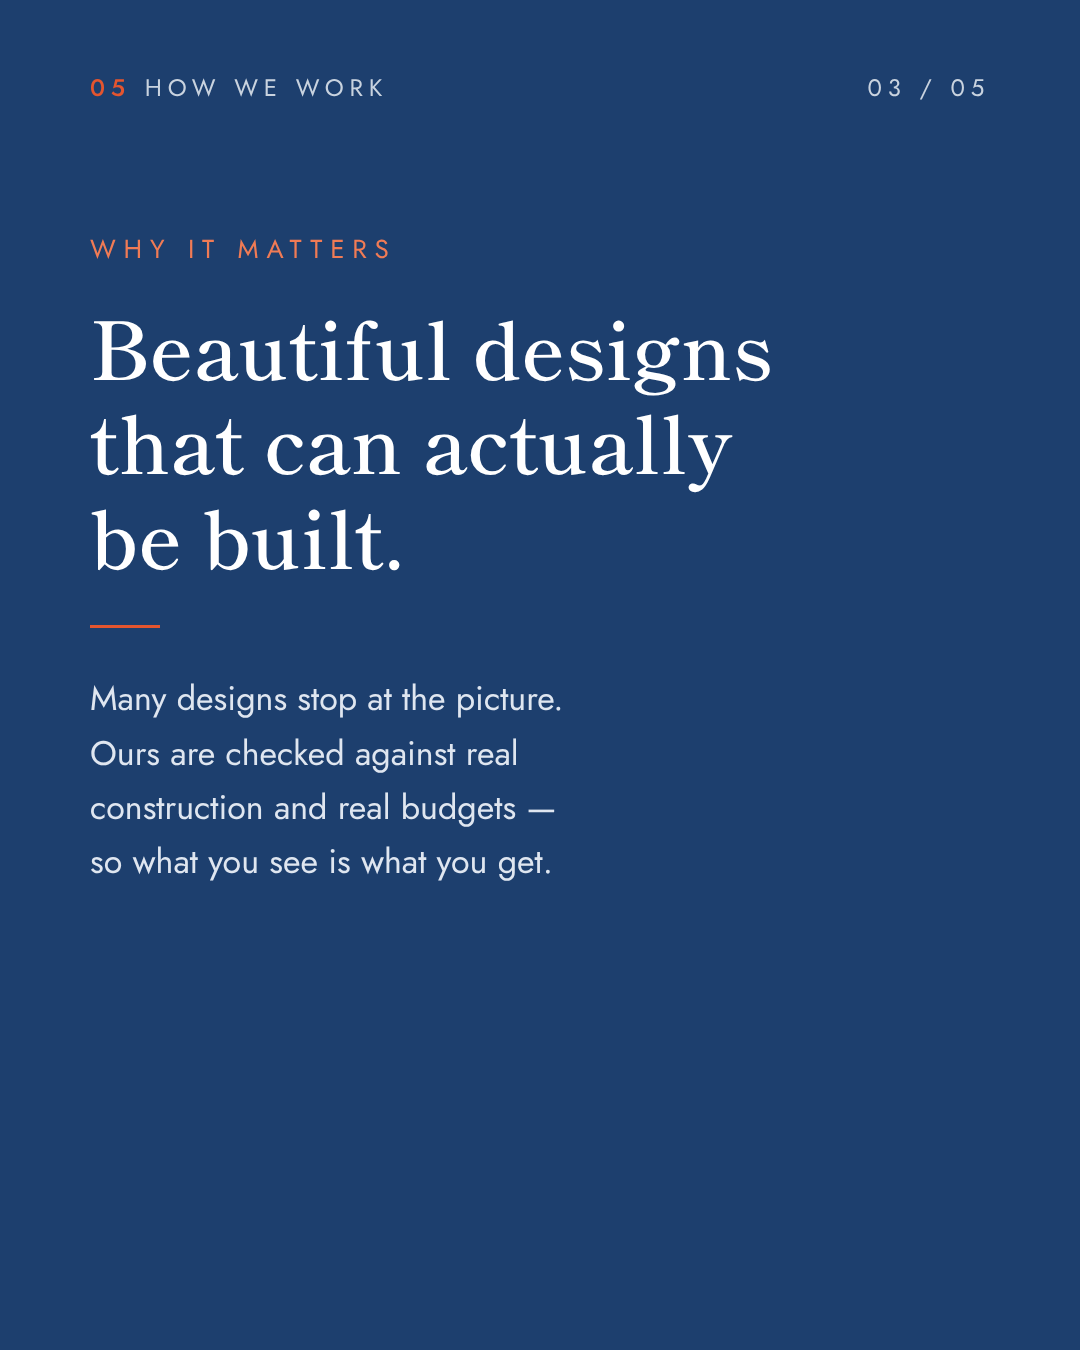 05 HOW WE WORK
03 / 05
WHY IT MATTERS
Beautiful designs
that can actually
be built.
Many designs stop at the picture.
Ours are checked against real
construction and real budgets —
so what you see is what you get.